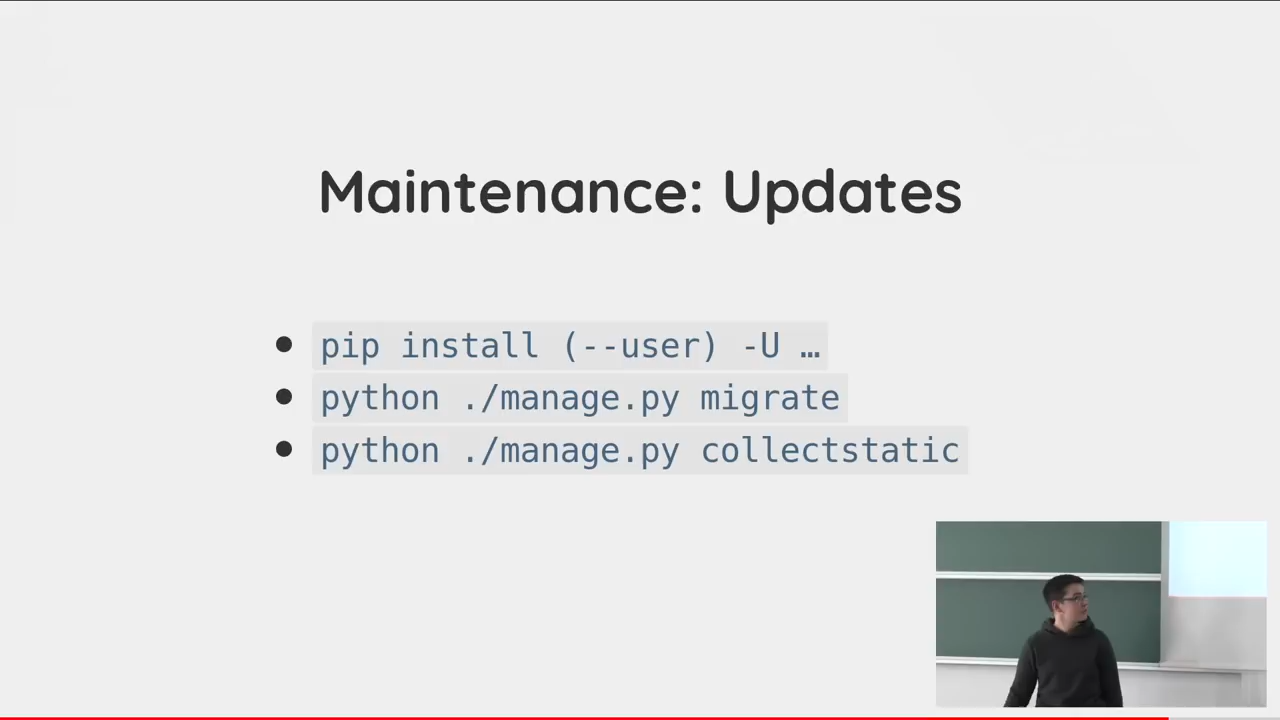 Maintenance: Updates
pip install (--user) -U …
python ./manage.py migrate
python ./manage.py collectstatic